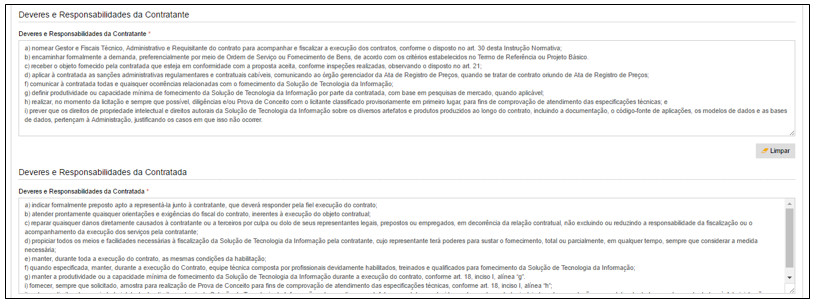 Deveres e Responsabilidades da Contratante
Deveres e Responsabilidades da Contratante *
a) nomear Gestor e Fiscais Técnico, Administrativo e Requisitante do contrato para acompanhar e fiscalizar a execução dos contratos, conforme o disposto no art. 30 desta Instrução Normativa;
b) encaminhar formalmente a demanda, preferencialmente por meio de Ordem de Serviço ou Fornecimento de Bens, de acordo com os critérios estabelecidos no Termo de Referência ou Projeto Básico.
c) receber o objeto fornecido pela contratada que esteja em conformidade com a proposta aceita, conforme inspeções realizadas, observando o disposto no art. 21;
d) aplicar à contratada as sanções administrativas regulamentares e contratuais cabíveis, comunicando ao órgão gerenciador da Ata de Registro de Preços, quando se tratar de contrato oriundo de Ata de Registro de Preços;
f) comunicar à contratada todas e quaisquer ocorrências relacionadas com o fornecimento da Solução de Tecnologia da Informação;
g) definir produtividade ou capacidade mínima de fornecimento da Solução de Tecnologia da Informação por parte da contratada, com base em pesquisas de mercado, quando aplicável;
h) realizar, no momento da licitação e sempre que possível, diligências e/ou Prova de Conceito com o licitante classificado provisoriamente em primeiro lugar, para fins de comprovação de atendimento das especificações técnicas; e
i) prever que os direitos de propriedade intelectual e direitos autorais da Solução de Tecnologia da Informação sobre os diversos artefatos e produtos produzidos ao longo do contrato, incluindo a documentação, o código-fonte de aplicações, os modelos de dados e as bases
de dados, pertençam à Administração, justificando os casos em que isso não ocorrer.
Limpar
Deveres e Responsabilidades da Contratada
Deveres e Responsabilidades da Contratada *
a) indicar formalmente preposto apto a representá-la junto à contratante, que deverá responder pela fiel execução do contrato;
b) atender prontamente quaisquer orientações e exigências do fiscal do contrato, inerentes à execução do objeto contratual;
c) reparar quaisquer danos diretamente causados à contratante ou a terceiros por culpa ou dolo de seus representantes legais, prepostos ou empregados, em decorrência da relação contratual, não excluindo ou reduzindo a responsabilidade da fiscalização ou o
acompanhamento da execução dos serviços pela contratante;
d) propiciar todos os meios e facilidades necessárias à fiscalização da Solução de Tecnologia da Informação pela contratante, cujo representante terá poderes para sustar o fornecimento, total ou parcialmente, em qualquer tempo, sempre que considerar a medida
necessária;
e) manter, durante toda a execução do contrato, as mesmas condições da habilitação;
f) quando especificada, manter, durante a execução do Contrato, equipe técnica composta por profissionais devidamente habilitados, treinados e qualificados para fornecimento da Solução de Tecnologia da Informação;
g) manter a produtividade ou a capacidade mínima de fornecimento da Solução de Tecnologia da Informação durante a execução do contrato, conforme art. 18, inciso I, alínea "g".
i) fornecer, sempre que solicitado, amostra para realização de Prova de Conceito para fins de comprovação de atendimento das especificações técnicas, conforme art. 18, inciso I, alínea "h";